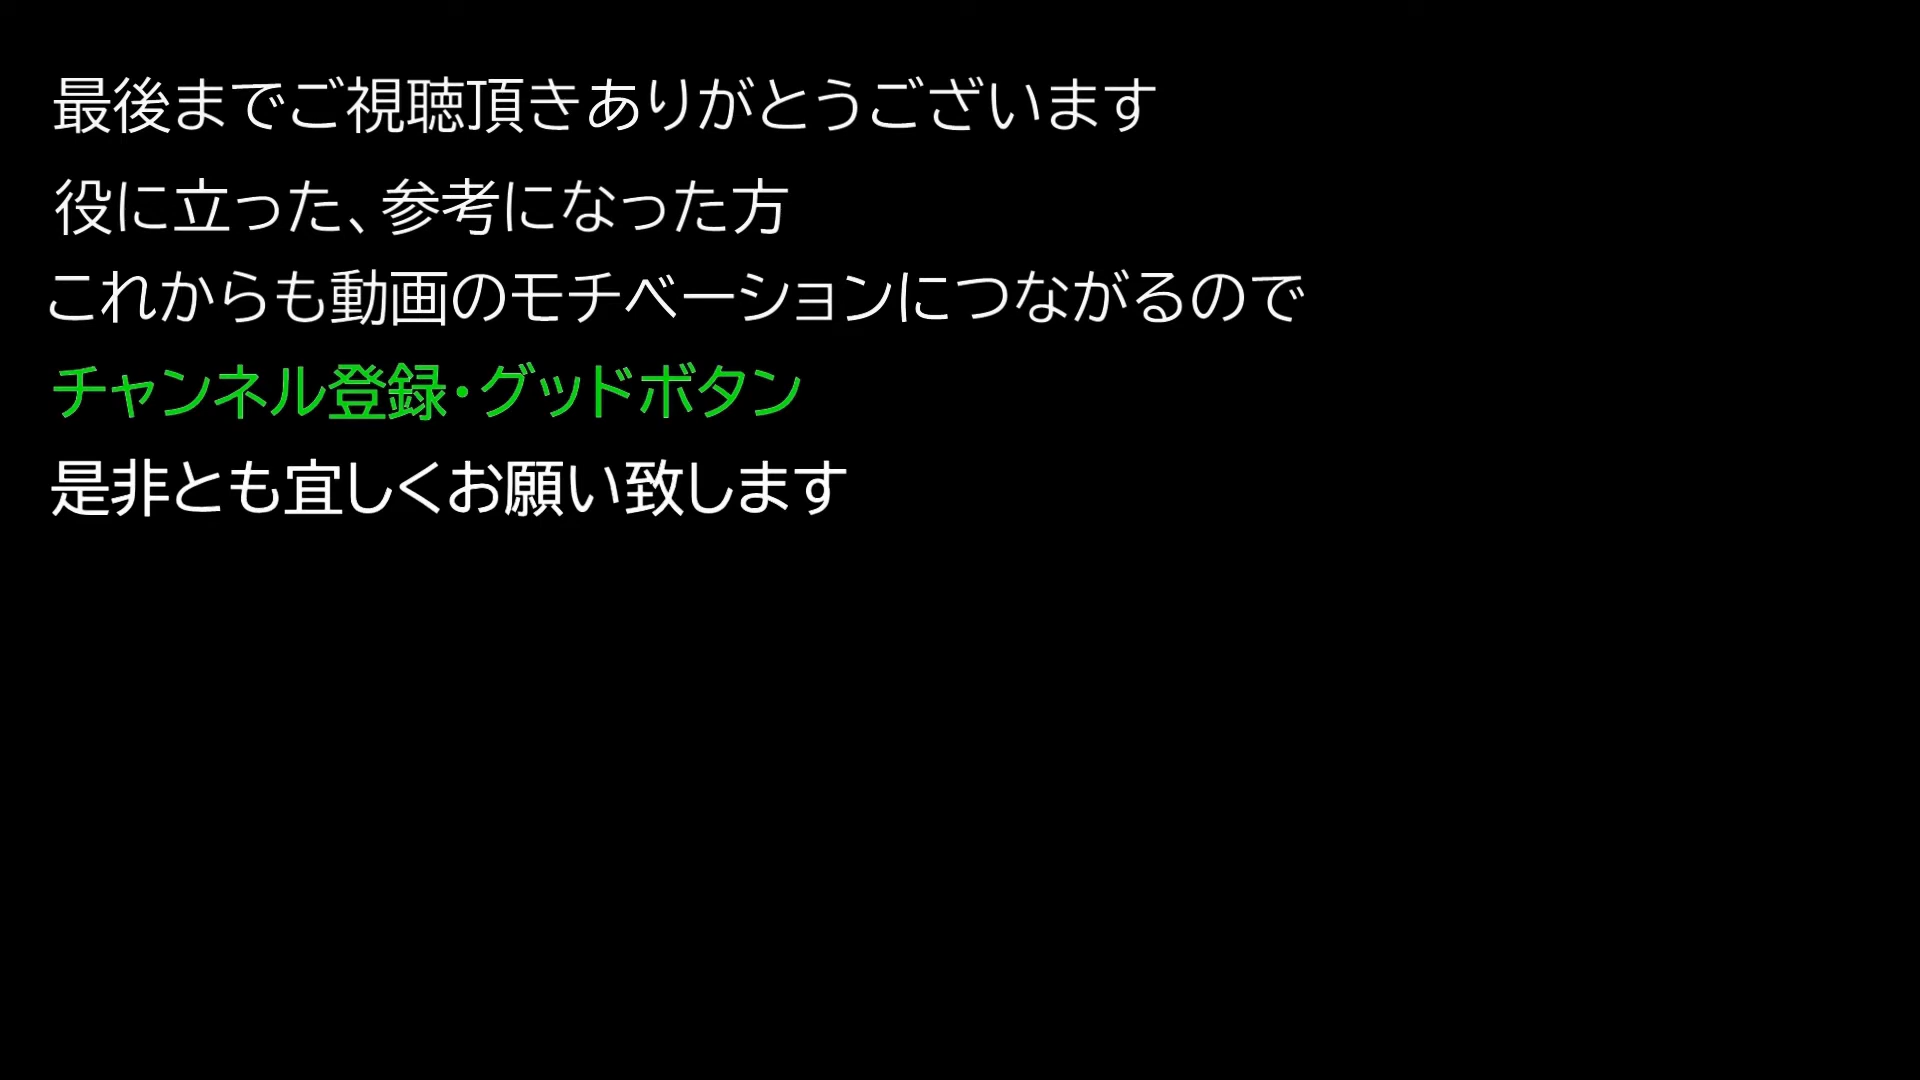 最後までご視聴頂きありがとうございます
役に立った、参考になった方
これからも動画のモチベーションにつながるので
チャンネル登録・グッドボタン
是非とも宜しくお願い致します